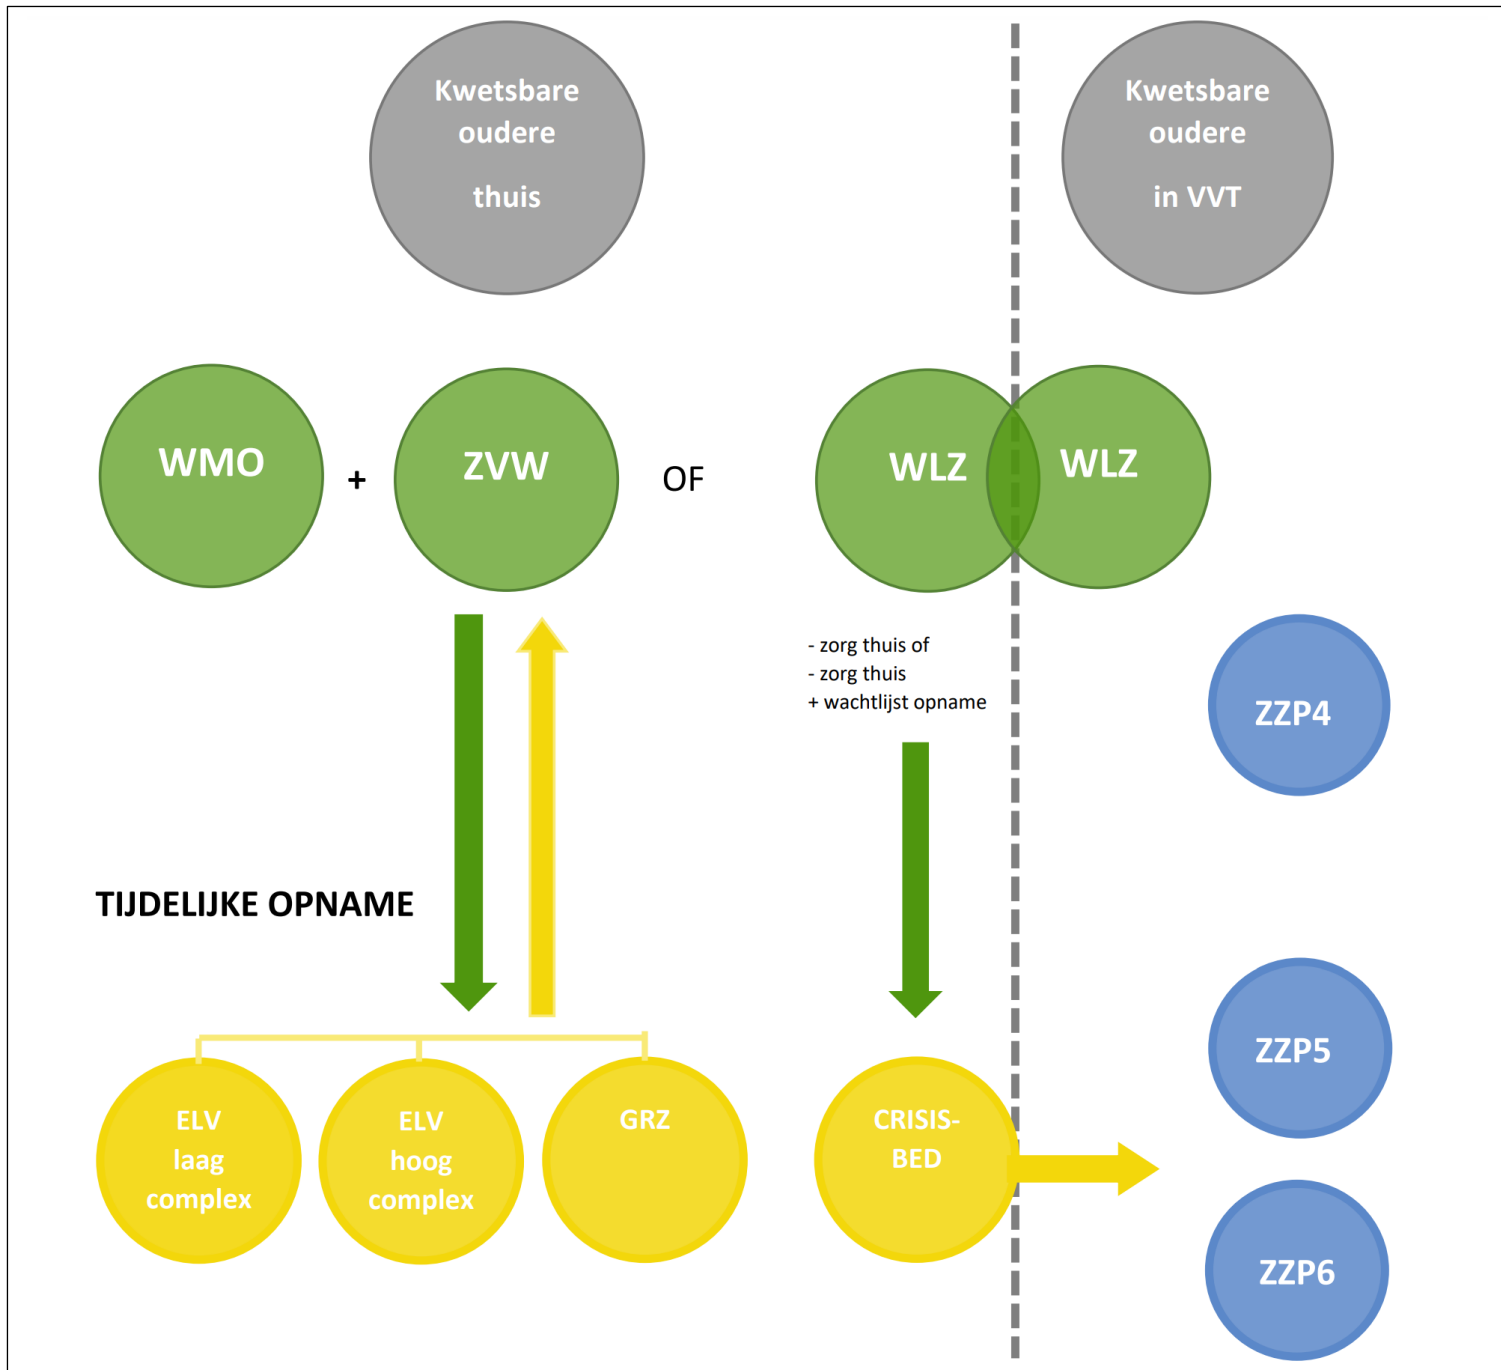 Kwetsbare
oudere
thuis
Kwetsbare
oudere
in VVT
WMO
+
ZVW
OF
WLZ
WLZ
- zorg thuis of
- zorg thuis
+ wachtlijst opname
ZZP4
TIJDELIJKE OPNAME
ZZP5
ELV
laag
complex
ELV
hoog
complex
GRZ
CRISIS-
BED
ZZP6